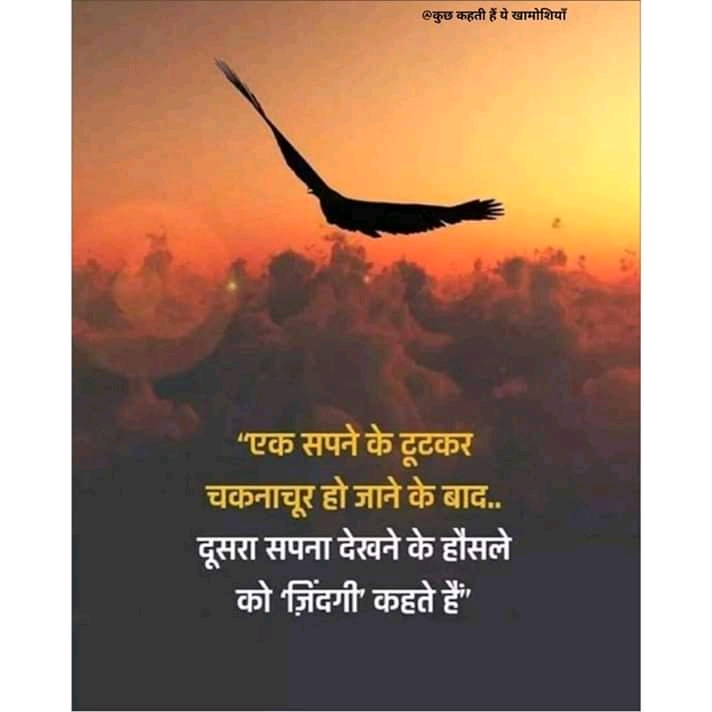 @कुछ कहती हैं ये खामोशियाँ
“एक सपने के टूटकर
चकनाचूर हो जाने के बाद..
दूसरा सपना देखने के हौसले
को ‘ज़िंदगी’ कहते हैं”